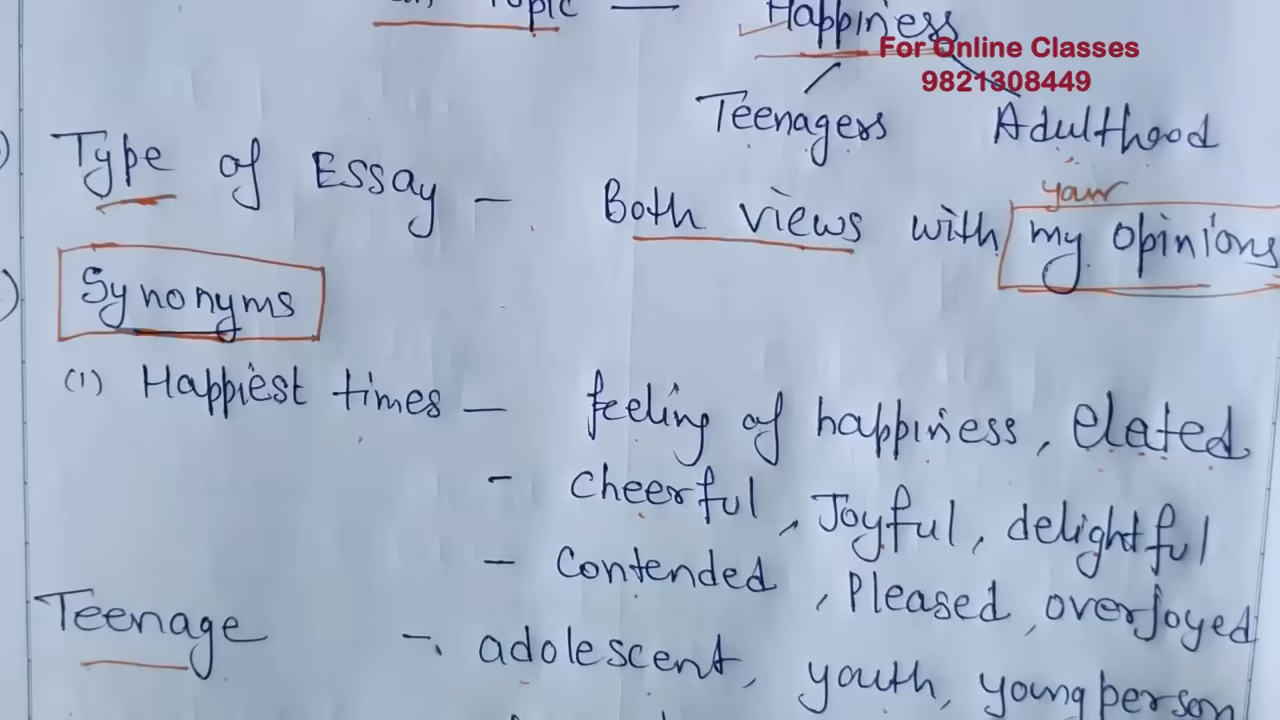 Topic — Happiness
For Online Classes
9821308449
Teenagers Adulthood
Type of Essay - Both views with my opinions
your
Synonyms
(1) Happiest times - feeling of happiness, elated
- cheerful, Joyful, delightful
- Contended, Pleased, overjoyed
Teenage - adolescent, youth, young person